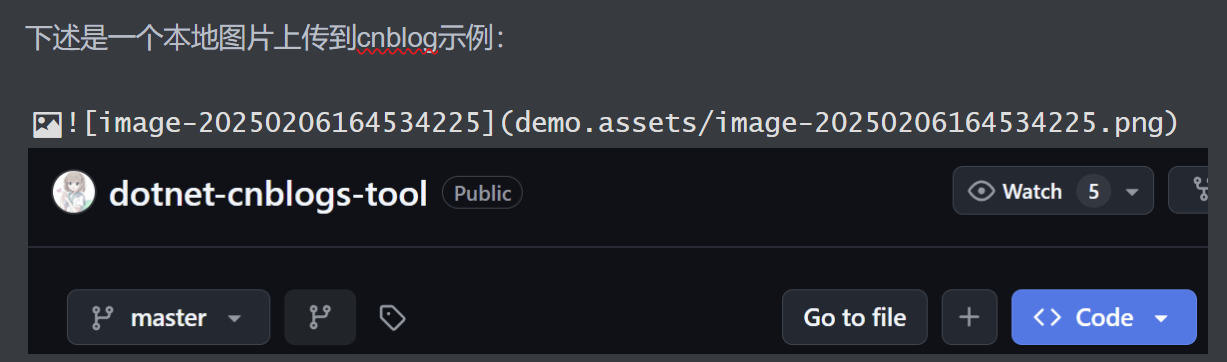 下述是一个本地图片上传到cnblog示例：
![image-20250206164534225](demo.assets/image-20250206164534225.png)
dotnet-cnblogs-tool Public Watch 5
master Go to file + <> Code